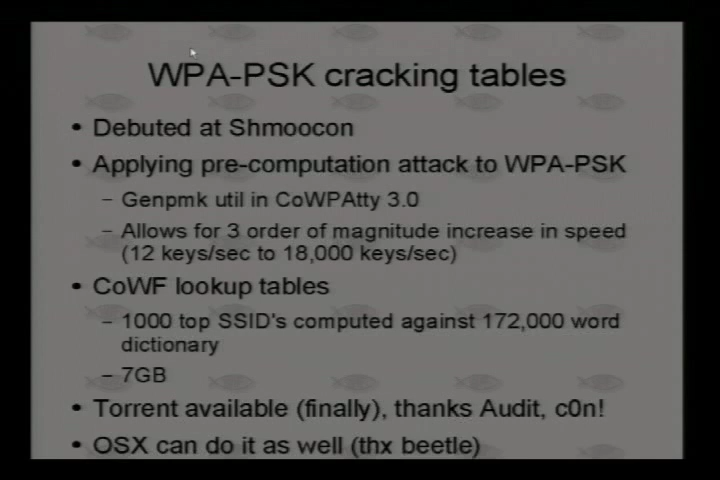 WPA-PSK cracking tables
• Debuted at Shmoocon
• Applying pre-computation attack to WPA-PSK
– Genpmk util in CoWPAtty 3.0
– Allows for 3 order of magnitude increase in speed
(12 keys/sec to 18,000 keys/sec)
• CoWF lookup tables
– 1000 top SSID's computed against 172,000 word
dictionary
– 7GB
• Torrent available (finally), thanks Audit, c0n!
• OSX can do it as well (thx beetle)